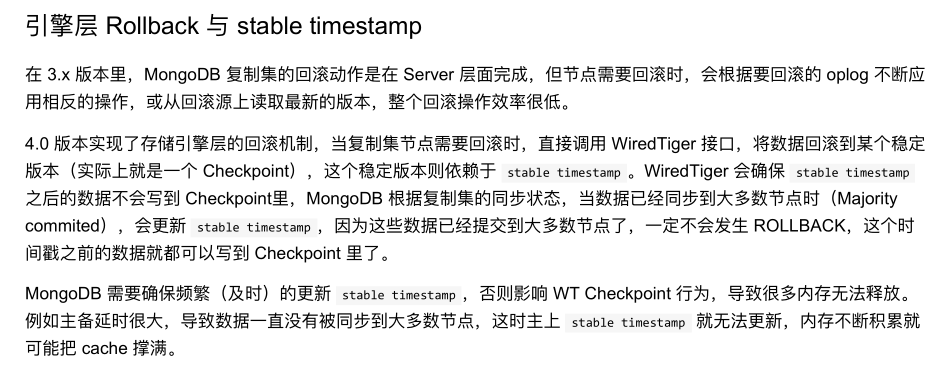 引擎层 Rollback 与 stable timestamp
在 3.x 版本里，MongoDB 复制集的回滚动作是在 Server 层面完成，但节点需要回滚时，会根据要回滚的 oplog 不断应
用相反的操作，或从回滚源上读取最新的版本，整个回滚操作效率很低。
4.0 版本实现了存储引擎层的回滚机制，当复制集节点需要回滚时，直接调用 WiredTiger 接口，将数据回滚到某个稳定
版本（实际上就是一个 Checkpoint），这个稳定版本则依赖于 stable timestamp 。WiredTiger 会确保 stable timestamp
之后的数据不会写到 Checkpoint里，MongoDB 根据复制集的同步状态，当数据已经同步到大多数节点时（Majority
commited），会更新 stable timestamp ，因为这些数据已经提交到大多数节点了，一定不会发生 ROLLBACK，这个时
间戳之前的数据就都可以写到 Checkpoint 里了。
MongoDB 需要确保频繁（及时）的更新 stable timestamp ，否则影响 WT Checkpoint 行为，导致很多内存无法释放。
例如主备延时很大，导致数据一直没有被同步到大多数节点，这时主上 stable timestamp 就无法更新，内存不断积累就
可能把 cache 撑满。